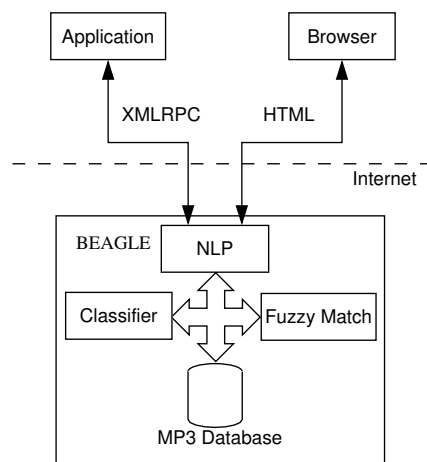 Application
Browser
XMLRPC
HTML
Internet
BEAGLE
NLP
Classifier
Fuzzy Match
MP3 Database